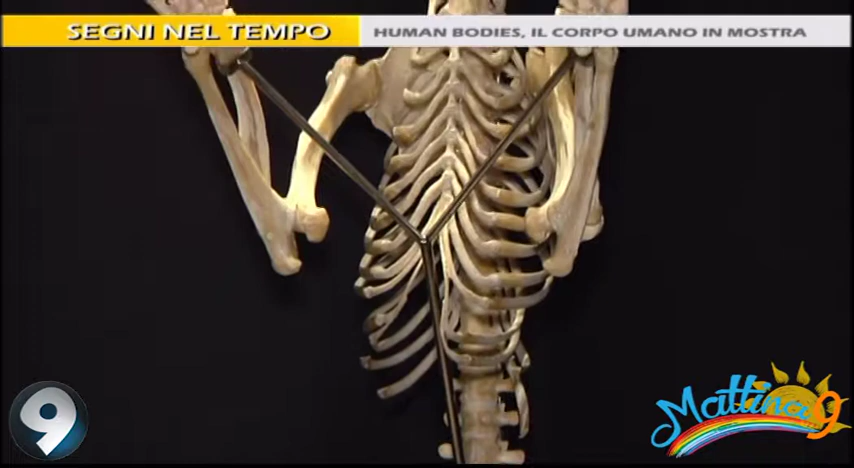 SEGNI NEL TEMPO
HUMAN BODIES, IL CORPO UMANO IN MOSTRA
9
Mattina 9